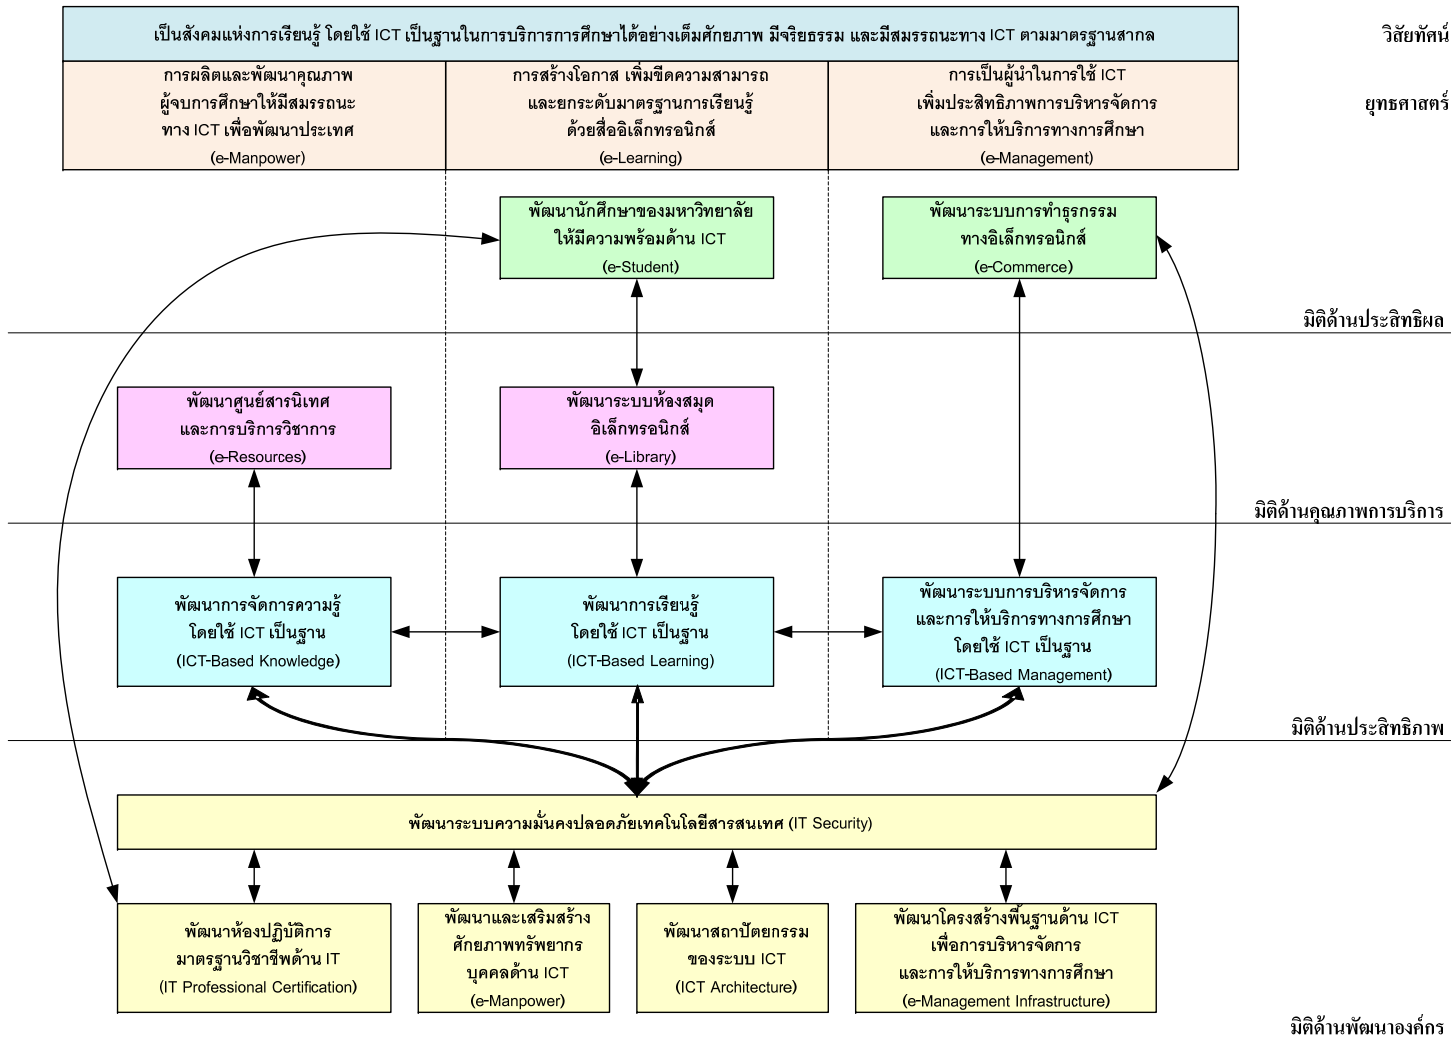 เป็นสังคมแห่งการเรียนรู้ โดยใช้ ICT เป็นฐานในการบริการการศึกษาได้อย่างเต็มศักยภาพ มีจริยธรรม และมีสมรรถนะทาง ICT ตามมาตรฐานสากล
วิสัยทัศน์
การผลิตและพัฒนาคุณภาพ
ผู้จบการศึกษาให้มีสมรรถนะ
ทาง ICT เพื่อพัฒนาประเทศ
(e-Manpower)
การสร้างโอกาส เพิ่มขีดความสามารถ
และยกระดับมาตรฐานการเรียนรู้
ด้วยสื่ออิเล็กทรอนิกส์
(e-Learning)
การเป็นผู้นำในการใช้ ICT
เพิ่มประสิทธิภาพการบริหารจัดการ
และการให้บริการทางการศึกษา
(e-Management)
ยุทธศาสตร์
พัฒนานักศึกษาของมหาวิทยาลัย
ให้มีความพร้อมด้าน ICT
(e-Student)
พัฒนาระบบการทำธุรกรรม
ทางอิเล็กทรอนิกส์
(e-Commerce)
มิติด้านประสิทธิผล
พัฒนาศูนย์สารนิเทศ
และการบริการวิชาการ
(e-Resources)
พัฒนาระบบห้องสมุด
อิเล็กทรอนิกส์
(e-Library)
มิติด้านคุณภาพการบริการ
พัฒนาการจัดการความรู้
โดยใช้ ICT เป็นฐาน
(ICT-Based Knowledge)
พัฒนาการเรียนรู้
โดยใช้ ICT เป็นฐาน
(ICT-Based Learning)
พัฒนาระบบการบริหารจัดการ
และการให้บริการทางการศึกษา
โดยใช้ ICT เป็นฐาน
(ICT-Based Management)
มิติด้านประสิทธิภาพ
พัฒนาระบบความมั่นคงปลอดภัยเทคโนโลยีสารสนเทศ (IT Security)
พัฒนาห้องปฏิบัติการ
มาตรฐานวิชาชีพด้าน IT
(IT Professional Certification)
พัฒนาและเสริมสร้าง
ศักยภาพทรัพยากร
บุคคลด้าน ICT
(e-Manpower)
พัฒนาสถาปัตยกรรม
ของระบบ ICT
(ICT Architecture)
พัฒนาโครงสร้างพื้นฐานด้าน ICT
เพื่อการบริหารจัดการ
และการให้บริการทางการศึกษา
(e-Management Infrastructure)
มิติด้านพัฒนาองค์กร